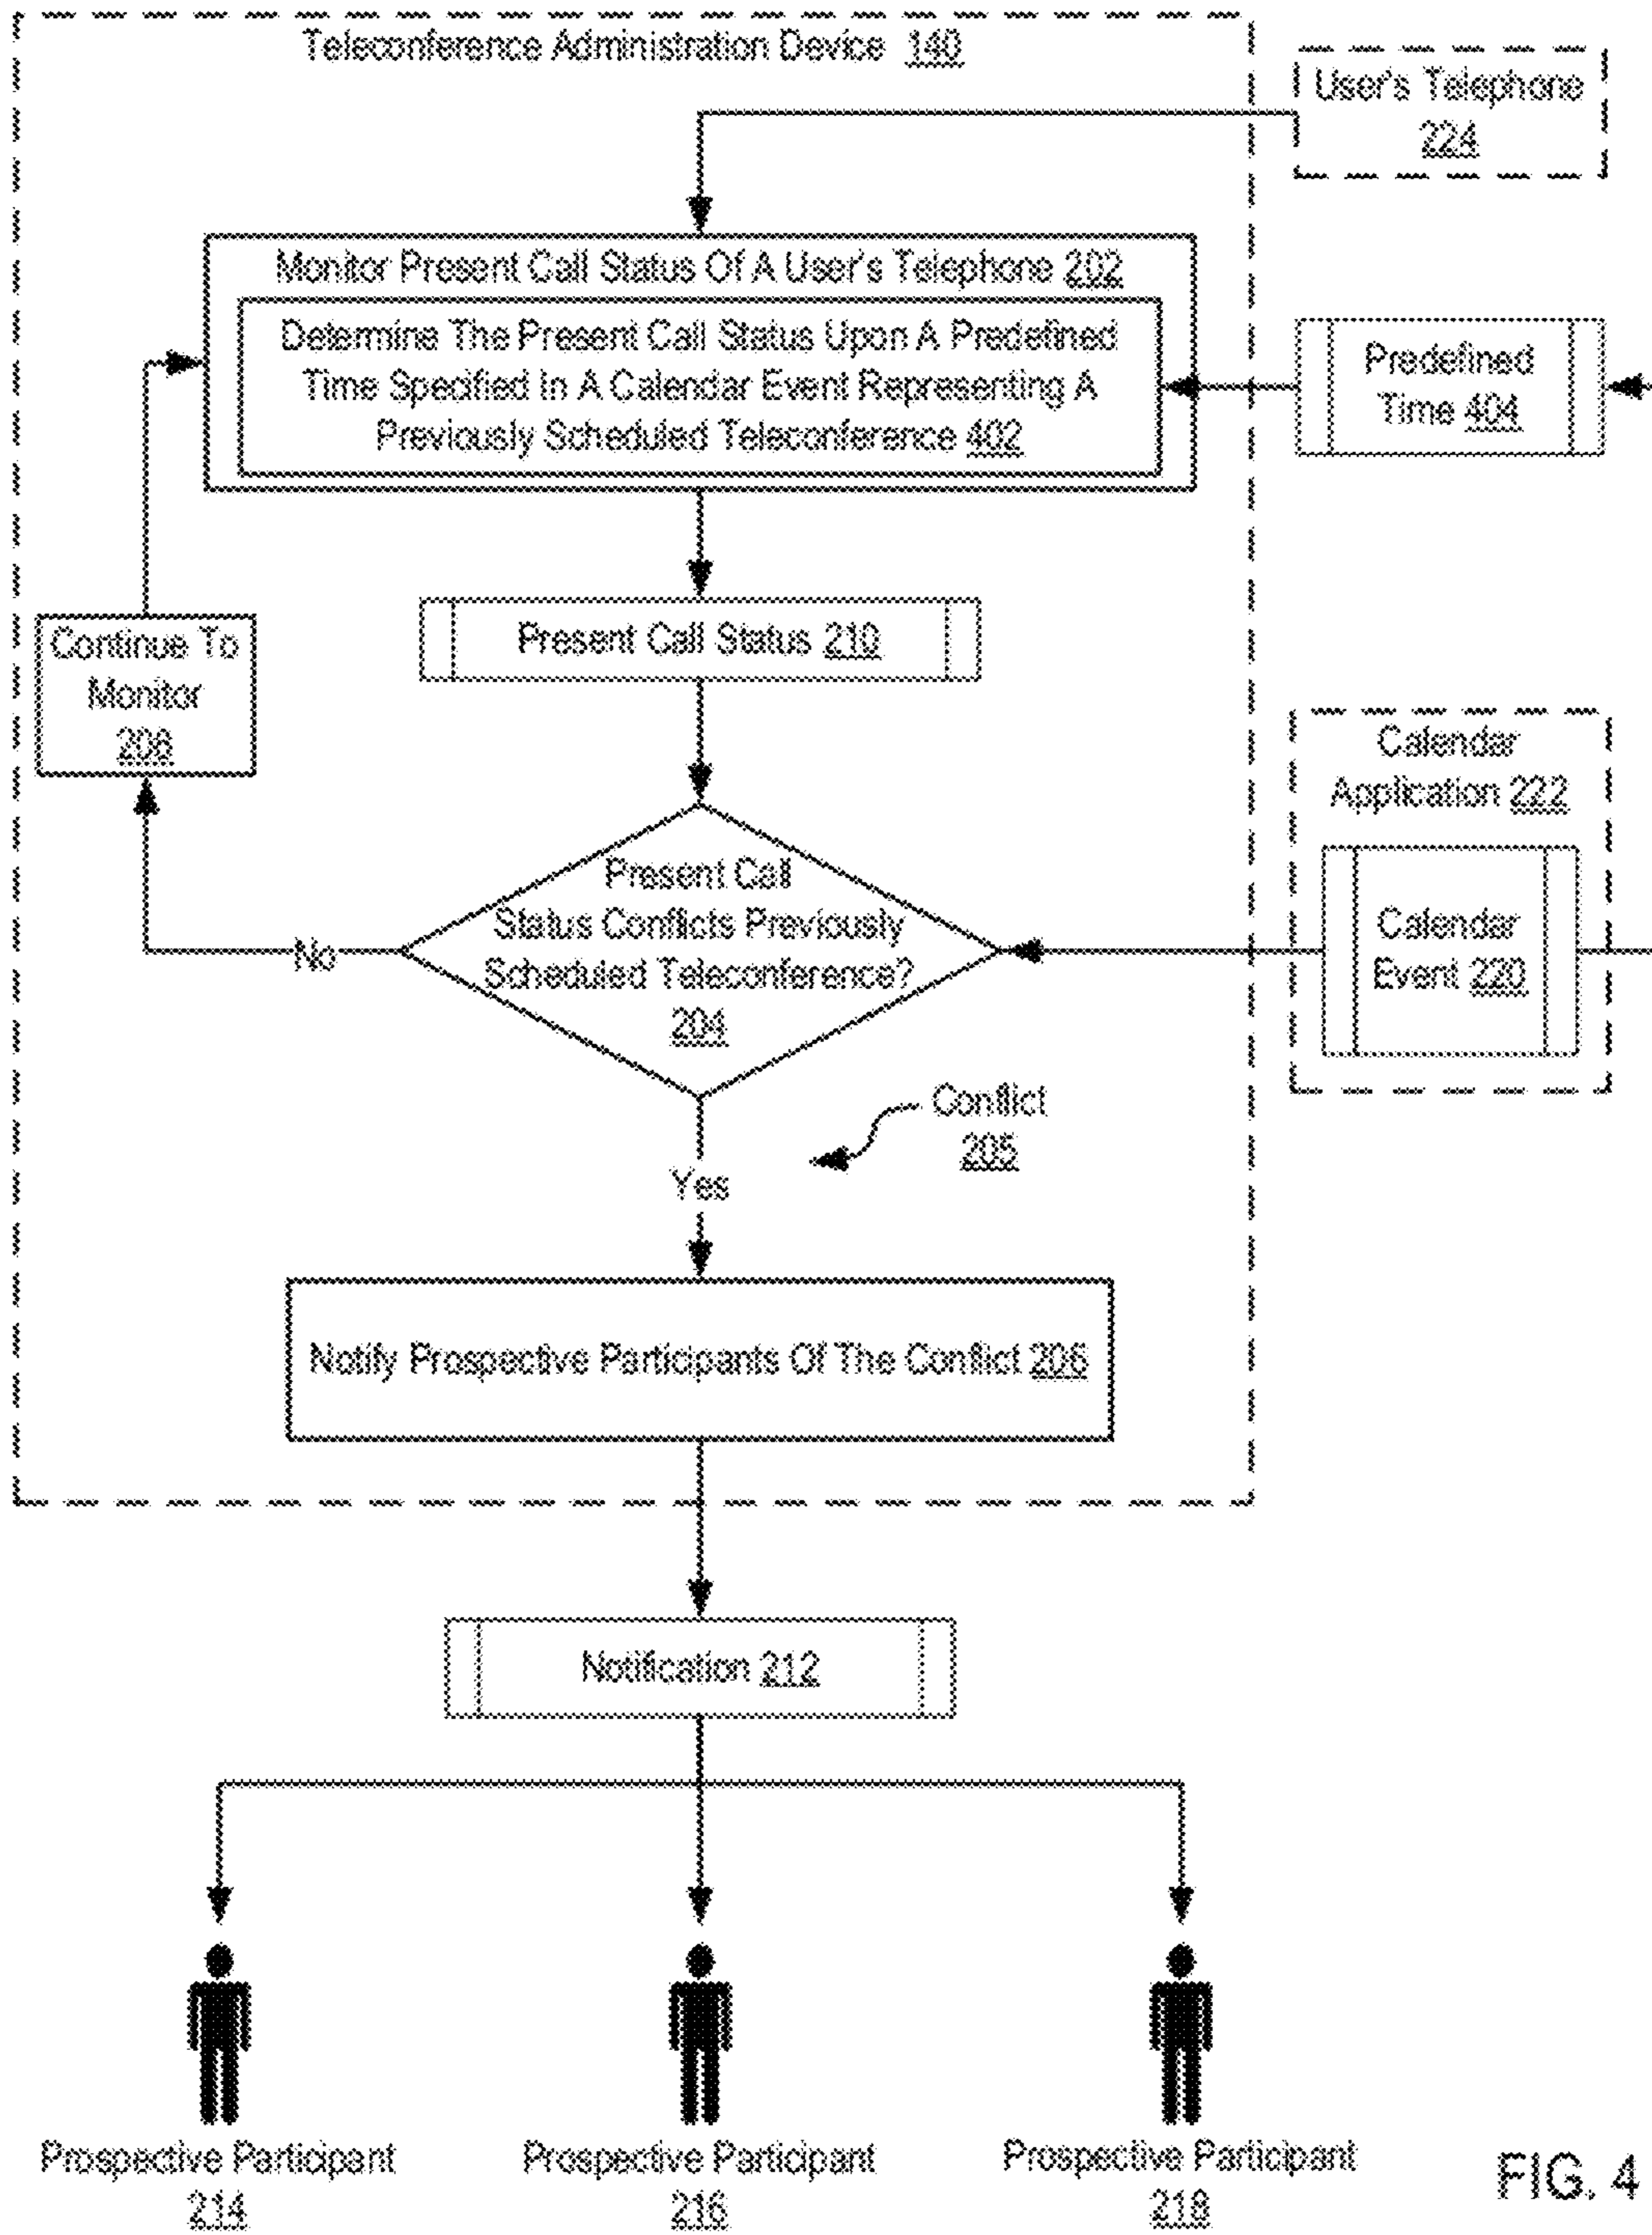 Teleconference Administration Device 140
User's Telephone
224
Monitor Present Call Status Of A User's Telephone 202
Determine The Present Call Status Upon A Predefined
Time Specified In A Calendar Event Representing A
Previously Scheduled Teleconference 402
Predefined
Time 404
Present Call Status 210
Continue To
Monitor
208
Calendar
Application 222
Calendar
Event 220
Present Call
Status Conflicts Previously
Scheduled Teleconference?
204
No
Conflict
205
Yes
Notify Prospective Participants Of The Conflict 206
Notification 212
Prospective Participant
214
Prospective Participant
216
Prospective Participant
218
FIG. 4